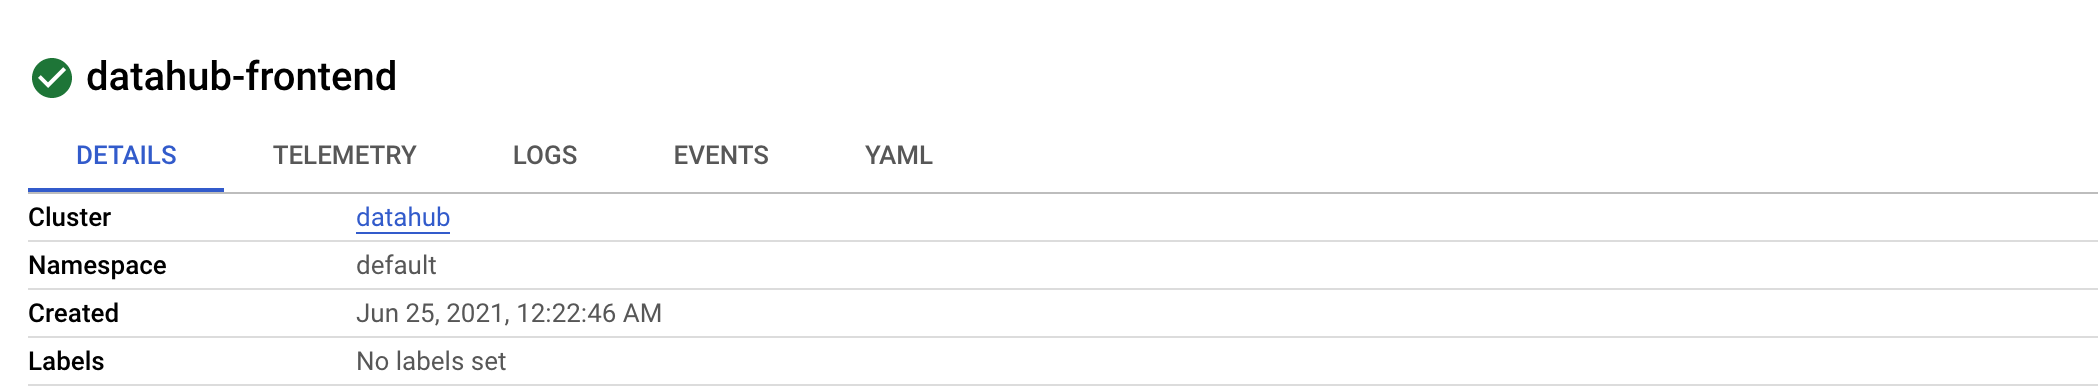 datahub-frontend
DETAILS TELEMETRY LOGS EVENTS YAML
Cluster datahub
Namespace default
Created Jun 25, 2021, 12:22:46 AM
Labels No labels set